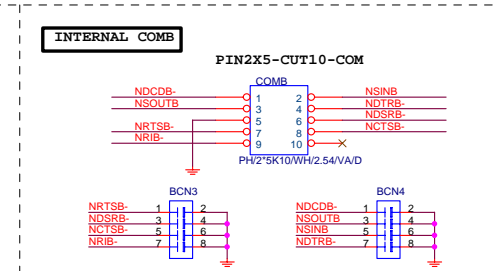 INTERNAL COMB
PIN2X5-CUT10-COM
COMB
NDCDB- 1 2 NSINB
NSOUTB 3 4 NDTRB-
5 6 NDSRB-
NRTSB- 7 8 NCTSB-
NRIB- 9 10
PH/2*5K10/WH/2.54/VA/D
BCN3 BCN4
NRTSB- 1 2 NDCDB- 1 2
NDSRB- 3 4 NSOUTB 3 4
NCTSB- 5 6 NSINB 5 6
NRIB- 7 8 NDTRB- 7 8